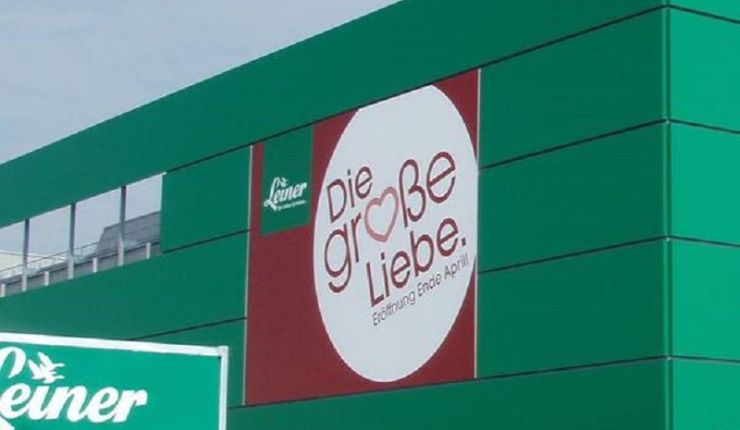 Leiner
Die
große
Liebe.
Eröffnung Ende April!
Leiner